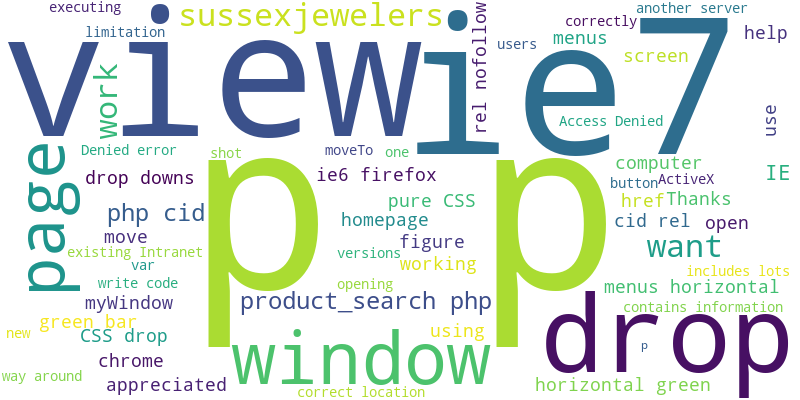 executing
sussexjewelers
another server
correctly
limitation
view
ie7
users
menus
help
rel nofollow
screen
work
use
Access Denied
Denied error
shot
moveTo
one
page
p p
drop downs
ie6 firefox
computer
IE
button
ActiveX
pure CSS
href
Thanks
php cid
homepage
cid rel
open
move
figure
want
existing Intranet
versions
working
var
includes lots
write code
opening
menus horizontal
myWindow
product_search php
drop
contains information
green bar
new
CSS drop
using
window
p
chrome
way around
appreciated
horizontal green
correct location